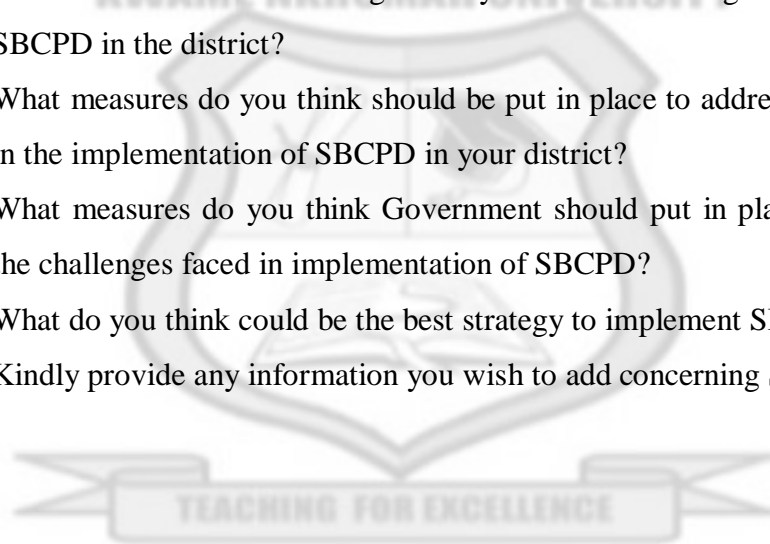 SBCPD in the district?
What measures do you think should be put in place to addre
in the implementation of SBCPD in your district?
What measures do you think Government should put in pla
the challenges faced in implementation of SBCPD?
What do you think could be the best strategy to implement S
Kindly provide any information you wish to add concerning
TEACHING FOR EXCELLENCE